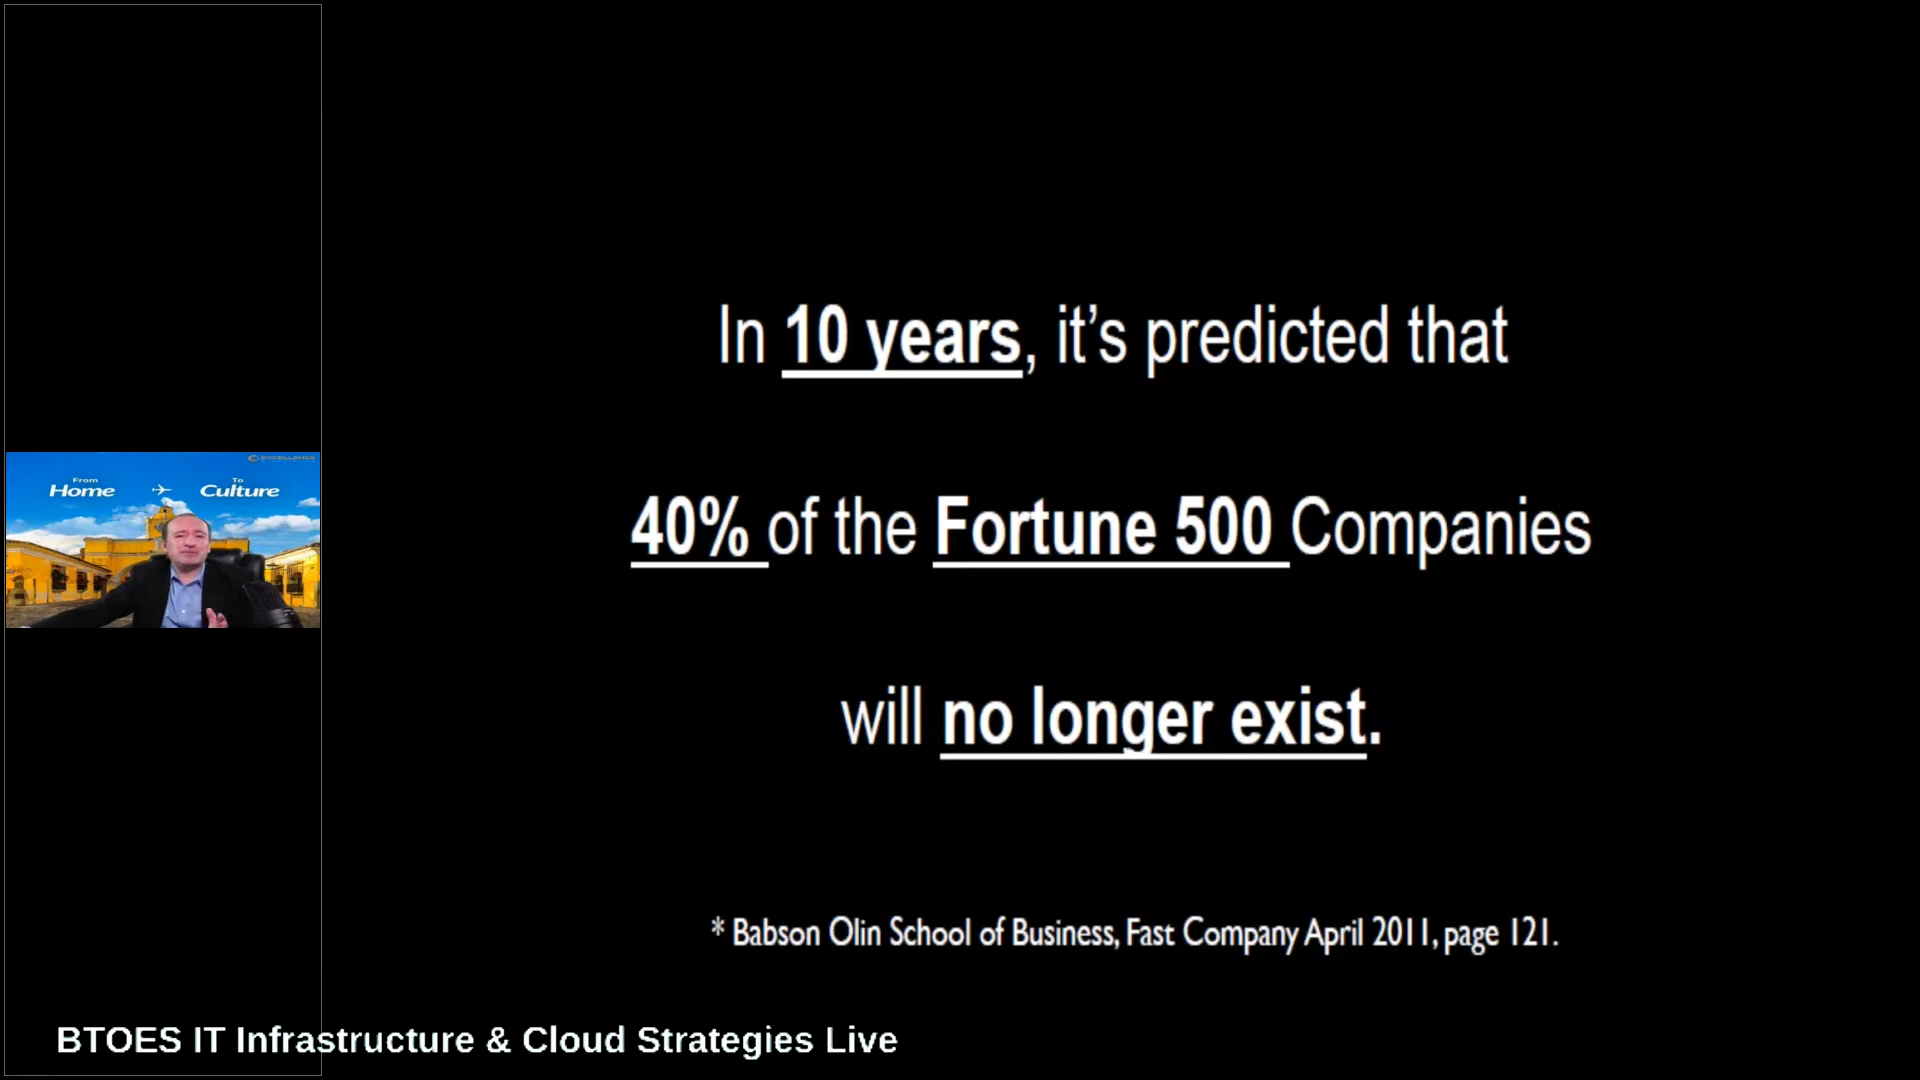 In 10 years, it’s predicted that
40% of the Fortune 500 Companies
will no longer exist.
* Babson Olin School of Business, Fast Company April 2011, page 121.
From To
Home Culture
EXCELLENCE
BTOES IT Infrastructure & Cloud Strategies Live